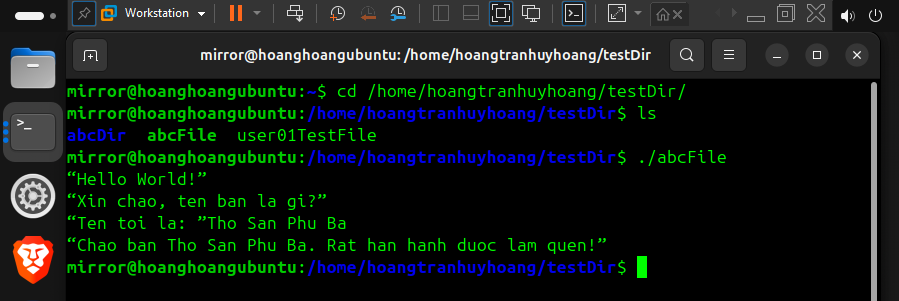 Workstation
mirror@hoanghoangubuntu: /home/hoangtranhuyhoang/testDir
mirror@hoanghoangubuntu:~$ cd /home/hoangtranhuyhoang/testDir/
mirror@hoanghoangubuntu:/home/hoangtranhuyhoang/testDir$ ls
abcDir  abcFile  user01TestFile
mirror@hoanghoangubuntu:/home/hoangtranhuyhoang/testDir$ ./abcFile
“Hello World!”
“Xin chao, ten ban la gi?”
“Ten toi la: ”Tho San Phu Ba
“Chao ban Tho San Phu Ba. Rat han hanh duoc lam quen!”
mirror@hoanghoangubuntu:/home/hoangtranhuyhoang/testDir$